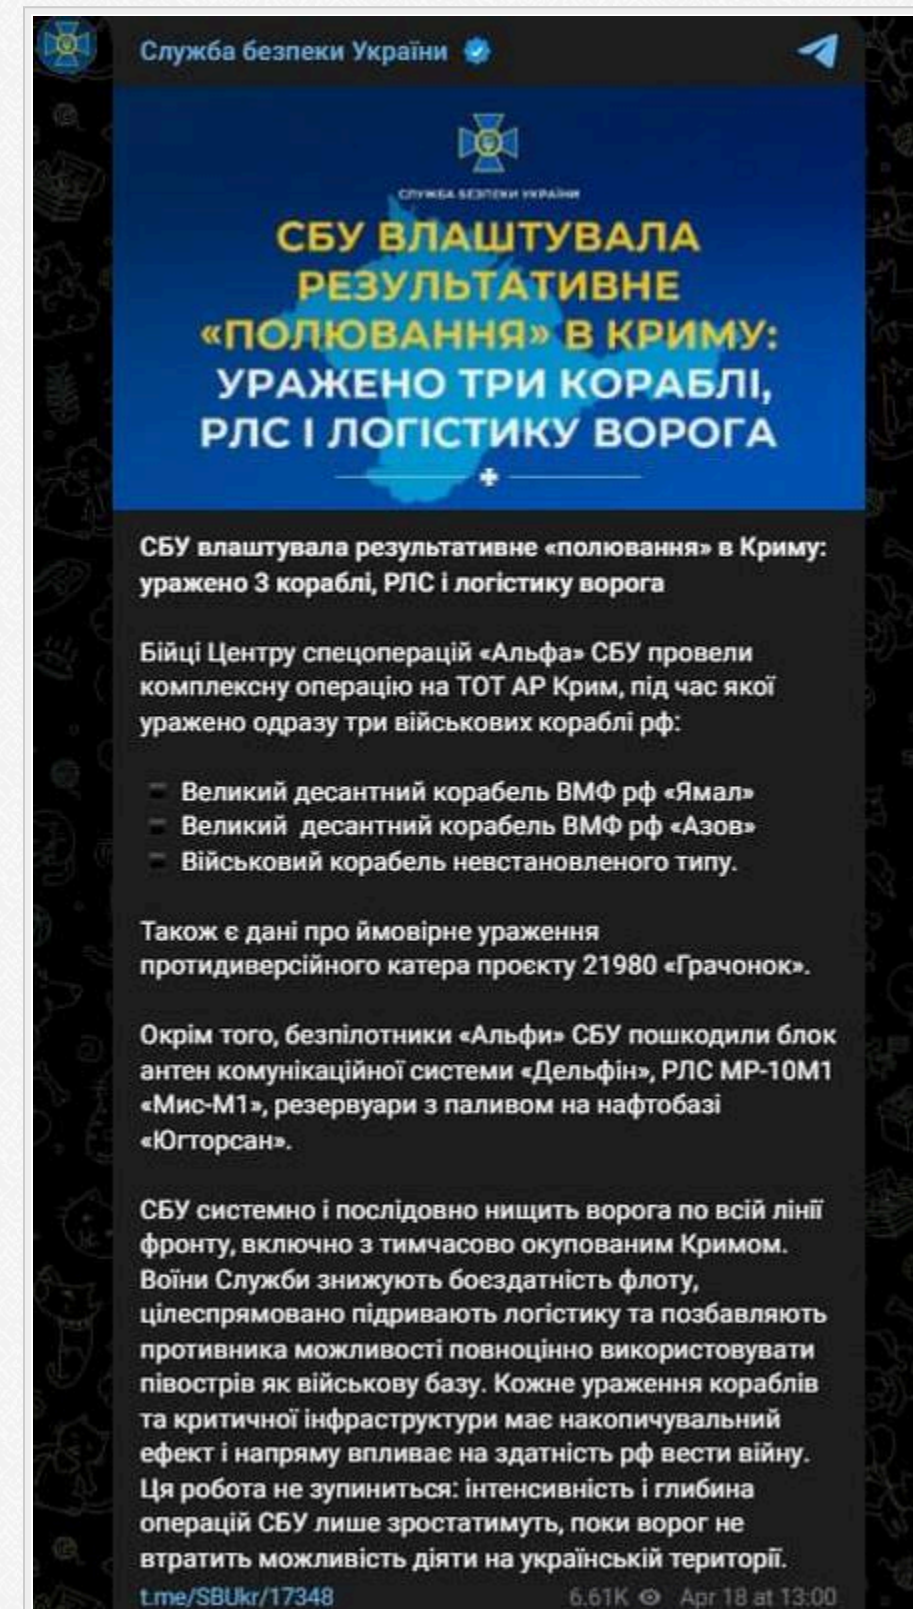 Служба безпеки України
СЛУЖБА БЕЗПЕКИ УКРАЇНИ
СБУ ВЛАШТУВАЛА
РЕЗУЛЬТАТИВНЕ
«ПОЛЮВАННЯ» В КРИМУ:
УРАЖЕНО ТРИ КОРАБЛІ,
РЛС І ЛОГІСТИКУ ВОРОГА
СБУ влаштувала результативне «полювання» в Криму:
уражено 3 кораблі, РЛС і логістику ворога
Бійці Центру спецоперацій «Альфа» СБУ провели
комплексну операцію на ТОТ АР Крим, під час якої
уражено одразу три військових кораблі рф:
Великий десантний корабель ВМФ рф «Ямал»
Великий десантний корабель ВМФ рф «Азов»
Військовий корабель невстановленого типу.
Також є дані про ймовірне ураження
протидиверсійного катера проєкту 21980 «Грачонок».
Окрім того, безпілотники «Альфи» СБУ пошкодили блок
антен комунікаційної системи «Дельфін», РЛС МР-10М1
«Мис-М1», резервуари з паливом на нафтобазі
«Югторсан».
СБУ системно і послідовно нищить ворога по всій лінії
фронту, включно з тимчасово окупованим Кримом.
Воїни Служби знижують боєздатність флоту,
цілеспрямовано підривають логістику та позбавляють
противника можливості повноцінно використовувати
півострів як військову базу. Кожне ураження кораблів
та критичної інфраструктури має накопичувальний
ефект і напряму впливає на здатність рф вести війну.
Ця робота не зупиниться: інтенсивність і глибина
операцій СБУ лише зростатимуть, поки ворог не
втратить можливість діяти на українській території.
t.me/SBUkr/17348 6.61K Apr 18 at 13:00